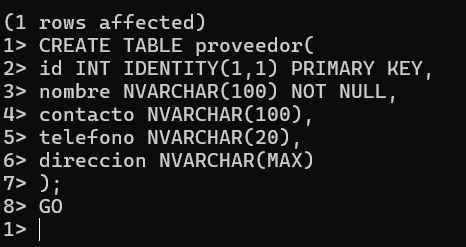 (1 rows affected)
1> CREATE TABLE proveedor(
2> id INT IDENTITY(1,1) PRIMARY KEY,
3> nombre NVARCHAR(100) NOT NULL,
4> contacto NVARCHAR(100),
5> telefono NVARCHAR(20),
6> direccion NVARCHAR(MAX)
7> );
8> GO
1>